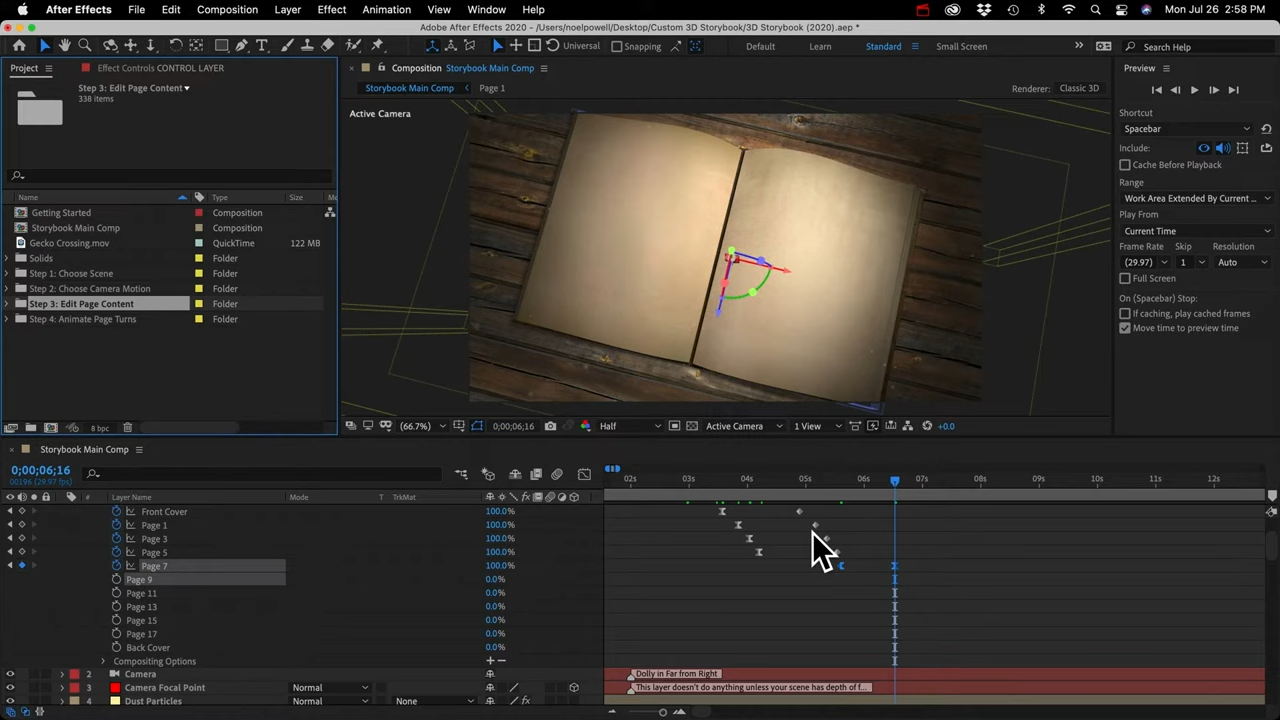 After Effects File Edit Composition Layer Effect Animation View Window Help Mon Jul 26 2:58 PM
Adobe After Effects 2020 - /Users/noelpowell/Desktop/Custom 3D Storybook/3D Storybook (2020).aep *
Universal Snapping Default Learn Standard Small Screen Search Help
Project Effect Controls CONTROL LAYER Composition Storybook Main Comp Preview
Step 3: Edit Page Content Storybook Main Comp Page 1 Renderer: Classic 3D
338 items
Active Camera
Shortcut
Spacebar
Include:
Cache Before Playback
Range
Name Type Size Me
Work Area Extended By Current ...
Getting Started Composition
Play From
Storybook Main Comp Composition
Current Time
Gecko Crossing.mov QuickTime 122 MB
Frame Rate Skip Resolution
Solids Folder
(29.97) 1 Auto
Step 1: Choose Scene Folder
Full Screen
Step 2: Choose Camera Motion Folder
On (Spacebar) Stop:
Step 3: Edit Page Content Folder
If caching, play cached frames
Step 4: Animate Page Turns Folder
Move time to preview time
8 bpc (66.7%) 0;00;06;16 Half Active Camera 1 View +0.0
Storybook Main Comp
0;00;06;16
00196 (29.97 fps)
02s 03s 04s 05s 06s 07s 08s 09s 10s 11s 12s
# Layer Name Mode T TrkMat
Front Cover 100.0%
Page 1 100.0%
Page 3 100.0%
Page 5 100.0%
Page 7 100.0%
Page 9 0.0%
Page 11 0.0%
Page 13 0.0%
Page 15 0.0%
Page 17 0.0%
Back Cover 0.0%
Compositing Options + −
2 Camera Dolly in Far from Right
3 Camera Focal Point Normal This layer doesn't do anything unless your scene has depth of f...
4 Dust Particles Normal None